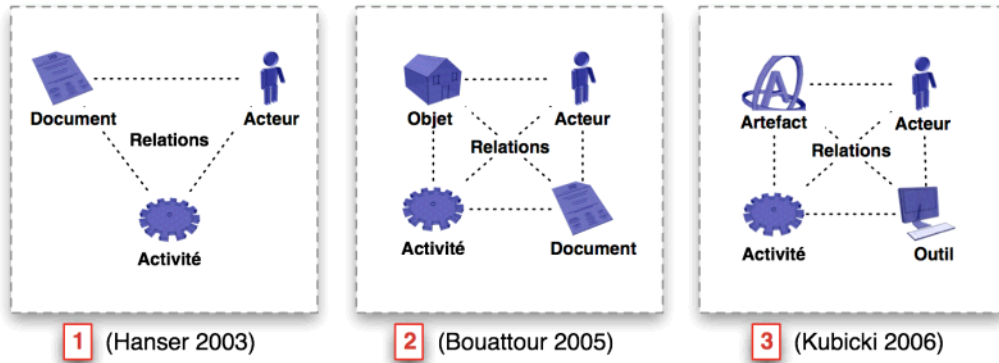 Document
Acteur
Relations
Activité
1 (Hanser 2003)
Objet
Acteur
Relations
Activité
Document
2 (Bouattour 2005)
Artefact
Acteur
Relations
Activité
Outil
3 (Kubicki 2006)